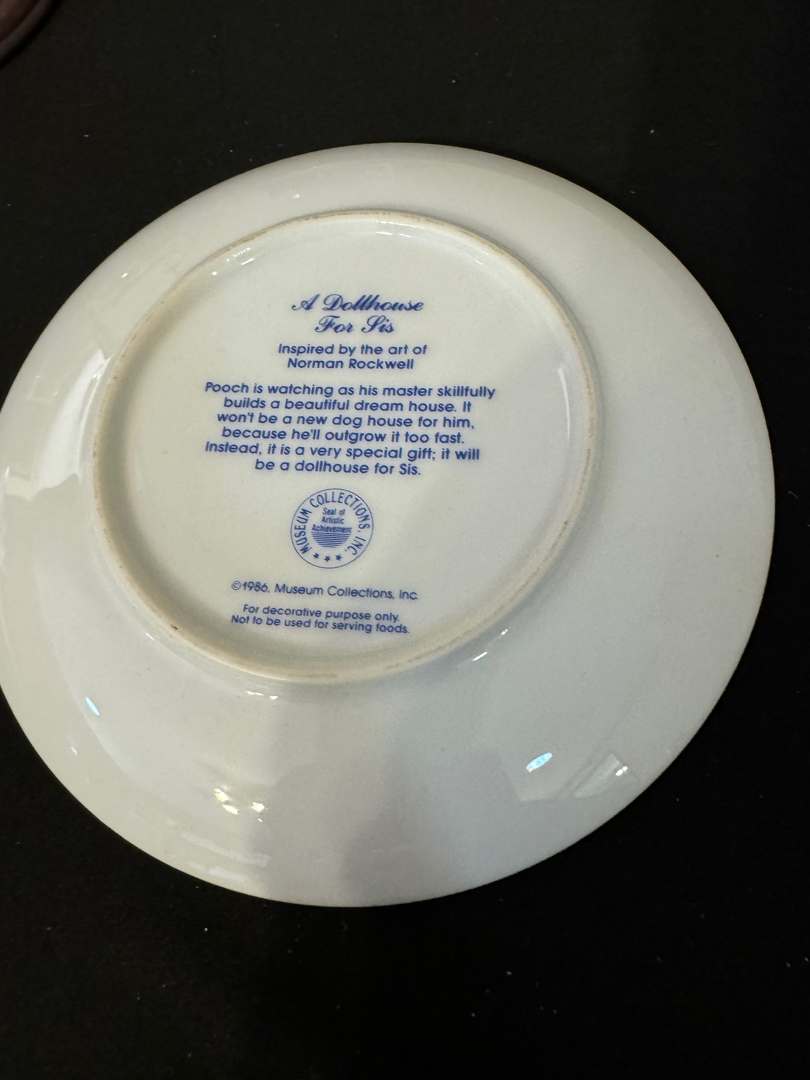 A Dollhouse
For Sis
Inspired by the art of
Norman Rockwell
Pooch is watching as his master skillfully
builds a beautiful dream house. It
won't be a new dog house for him,
because he'll outgrow it too fast.
Instead, it is a very special gift; it will
be a dollhouse for Sis.
MUSEUM COLLECTIONS, INC.
Seal of
Artistic
Achievement
©1986, Museum Collections, Inc
For decorative purpose only.
Not to be used for serving foods.